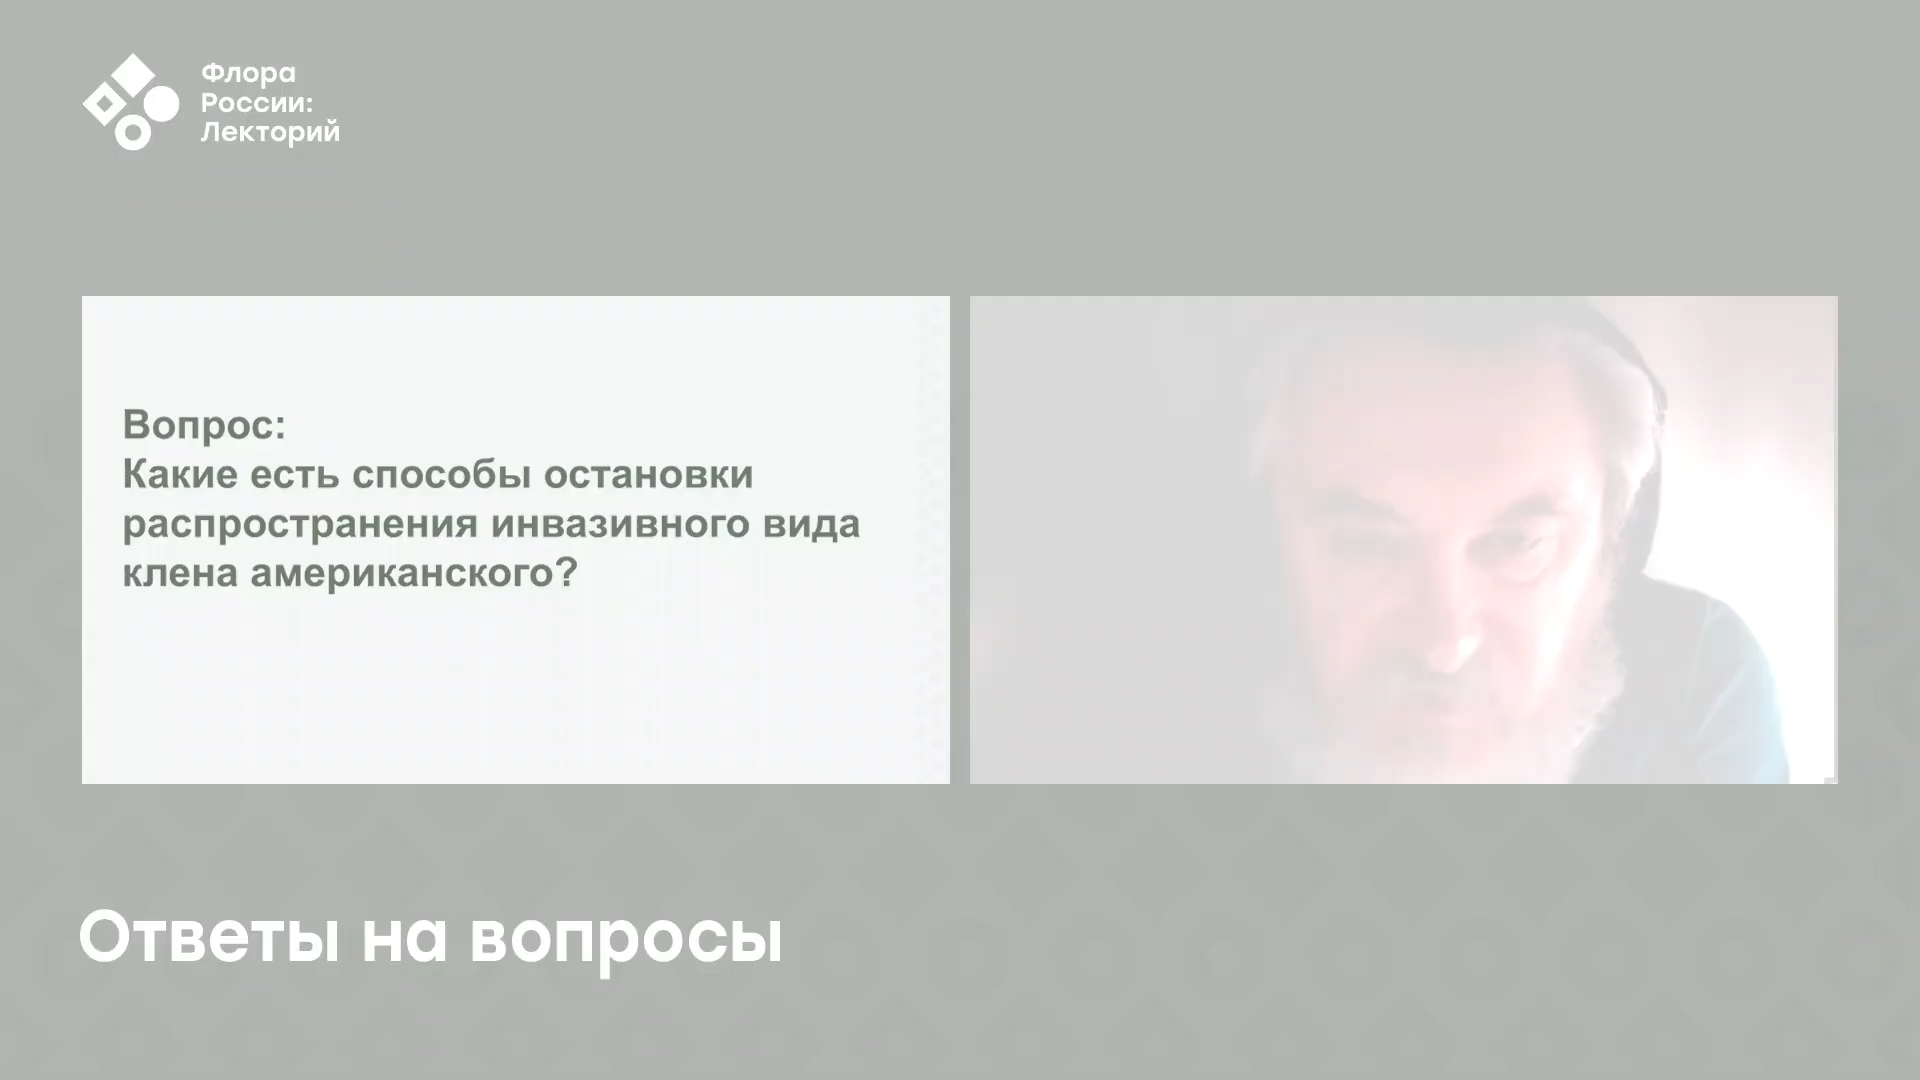 Флора
России:
Лекторий
Вопрос:
Какие есть способы остановки
распространения инвазивного вида
клена американского?
Ответы на вопросы